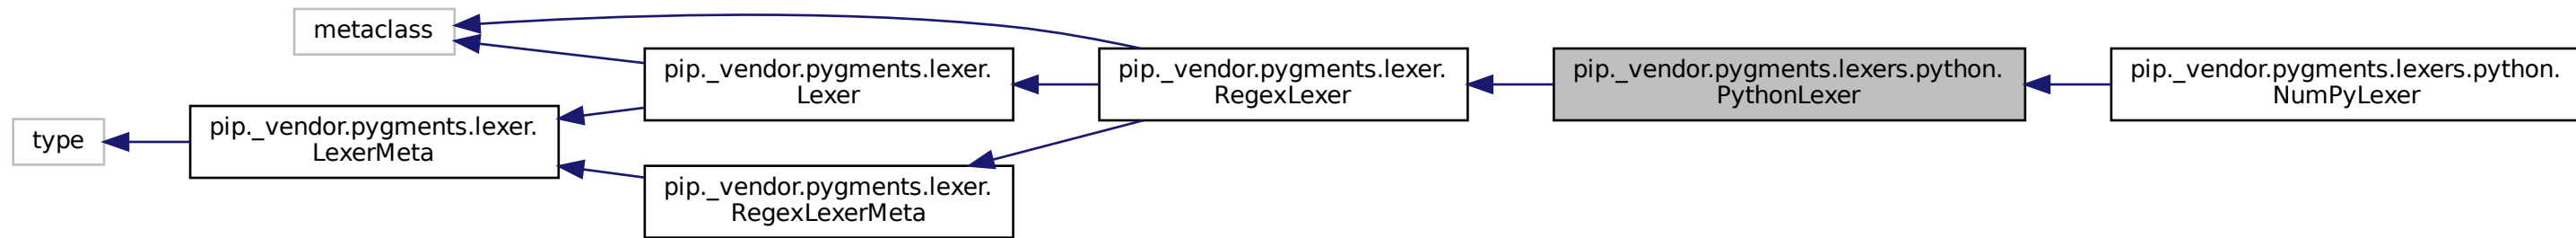 metaclass
type
pip._vendor.pygments.lexer.
LexerMeta
pip._vendor.pygments.lexer.
Lexer
pip._vendor.pygments.lexer.
RegexLexerMeta
pip._vendor.pygments.lexer.
RegexLexer
pip._vendor.pygments.lexers.python.
PythonLexer
pip._vendor.pygments.lexers.python.
NumPyLexer